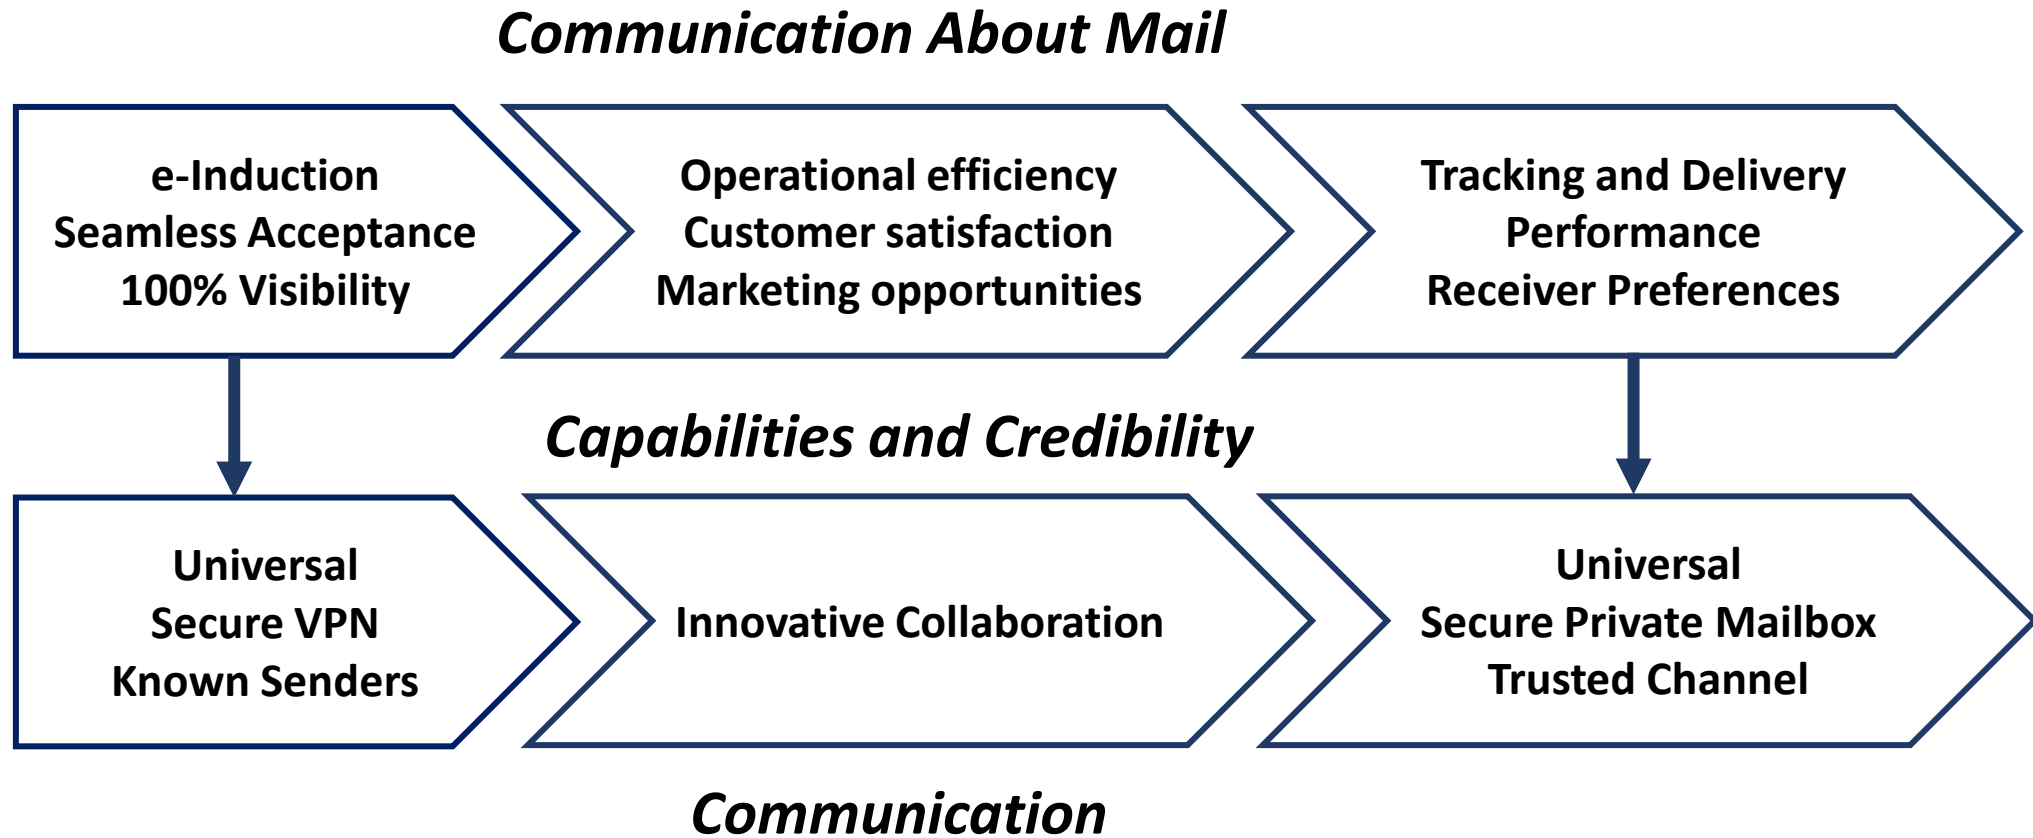 Communication About Mail
e-Induction
Seamless Acceptance
100% Visibility
Operational efficiency
Customer satisfaction
Marketing opportunities
Tracking and Delivery
Performance
Receiver Preferences
Capabilities and Credibility
Universal
Secure VPN
Known Senders
Innovative Collaboration
Universal
Secure Private Mailbox
Trusted Channel
Communication